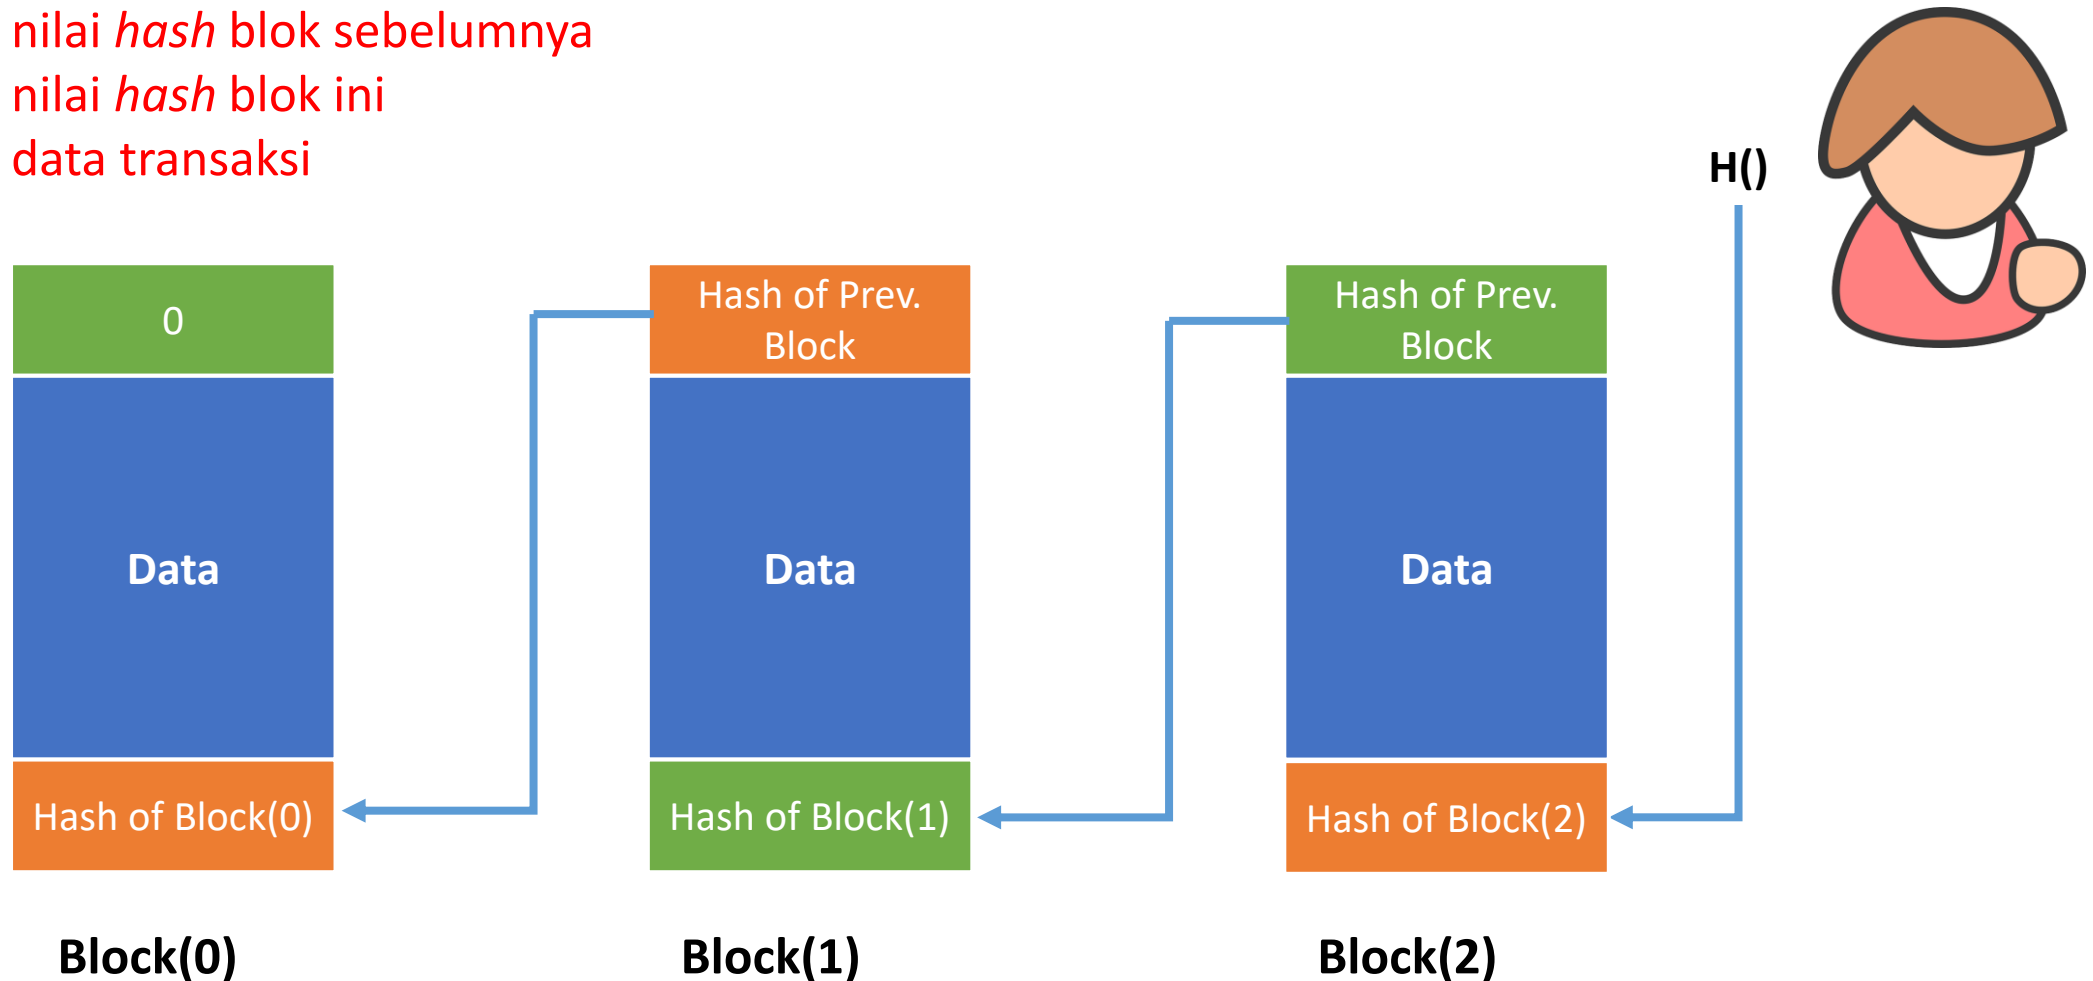 nilai hash blok sebelumnya
nilai hash blok ini
data transaksi
H()
0
Data
Hash of Block(0)
Block(0)
Hash of Prev.
Block
Data
Hash of Block(1)
Block(1)
Hash of Prev.
Block
Data
Hash of Block(2)
Block(2)